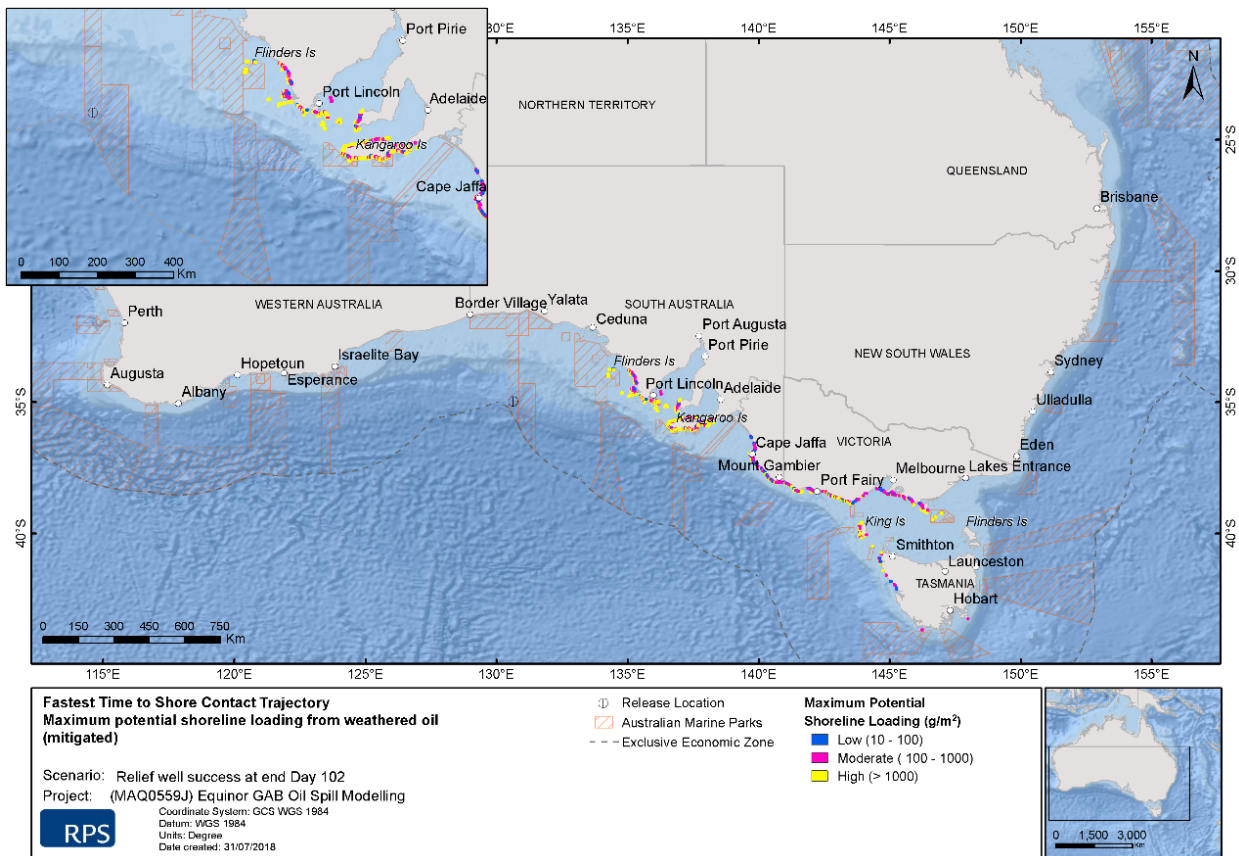 Port Pirie
Flinders Is
Port Lincoln
Adelaide
Kangaroo Is
Cape Jaffa
0 100 200 300 400
Km
130°E 135°E 140°E 145°E 150°E 155°E
N
NORTHERN TERRITORY
25°S 25°S
QUEENSLAND
Brisbane
30°S 30°S
WESTERN AUSTRALIA
Border Village
Yalata
SOUTH AUSTRALIA
Perth
Ceduna
Port Augusta
Port Pirie
NEW SOUTH WALES
Israelite Bay
Flinders Is
Sydney
Hopetoun
Augusta
Esperance
Port Lincoln
Adelaide
Albany
Ulladulla
35°S 35°S
Kangaroo Is
Cape Jaffa
VICTORIA
Eden
Mount Gambier
Melbourne
Lakes Entrance
Port Fairy
King Is
Flinders Is
40°S 40°S
Smithton
Launceston
TASMANIA
Hobart
0 150 300 450 600 750
Km
115°E 120°E 125°E 130°E 135°E 140°E 145°E 150°E 155°E
Fastest Time to Shore Contact Trajectory
Maximum potential shoreline loading from weathered oil
(mitigated)
Scenario: Relief well success at end Day 102
Project: (MAQ0559J) Equinor GAB Oil Spill Modelling
RPS
Coordinate System: GCS WGS 1984
Datum: WGS 1984
Units: Degree
Date created: 31/07/2018
Release Location
Australian Marine Parks
Exclusive Economic Zone
Maximum Potential
Shoreline Loading (g/m²)
Low (10 - 100)
Moderate ( 100 - 1000)
High (> 1000)
0 1,500 3,000
Km